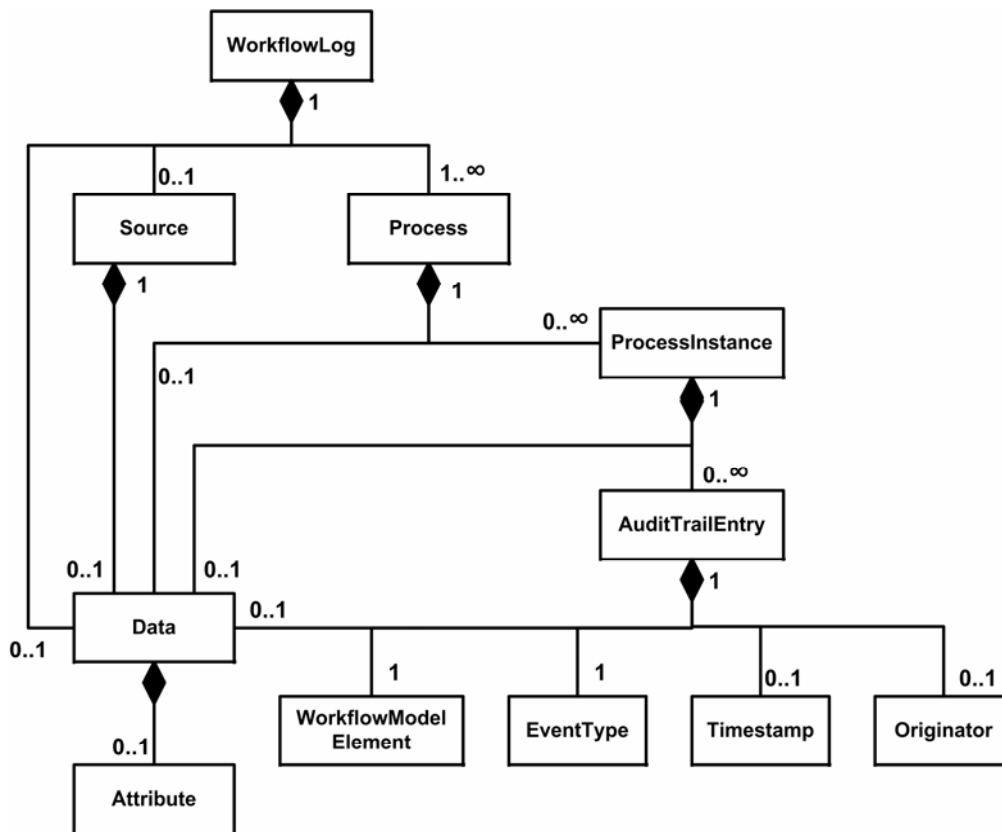 WorkflowLog
1
0..1
1..∞
Source
Process
1
1
0..∞
ProcessInstance
0..1
1
0..∞
AuditTrailEntry
0..1
0..1
1
0..1
Data
0..1
1
1
0..1
0..1
WorkflowModel
Element
EventType
Timestamp
Originator
0..1
Attribute